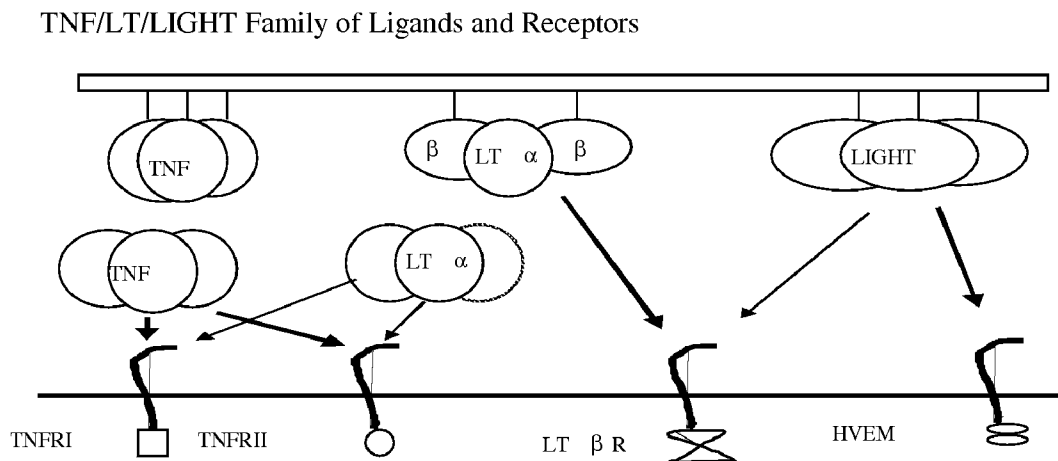 TNF/LT/LIGHT Family of Ligands and Receptors
TNF
β LT α β
LIGHT
TNF
LT α
TNFRI
TNFRII
LT β R
HVEM